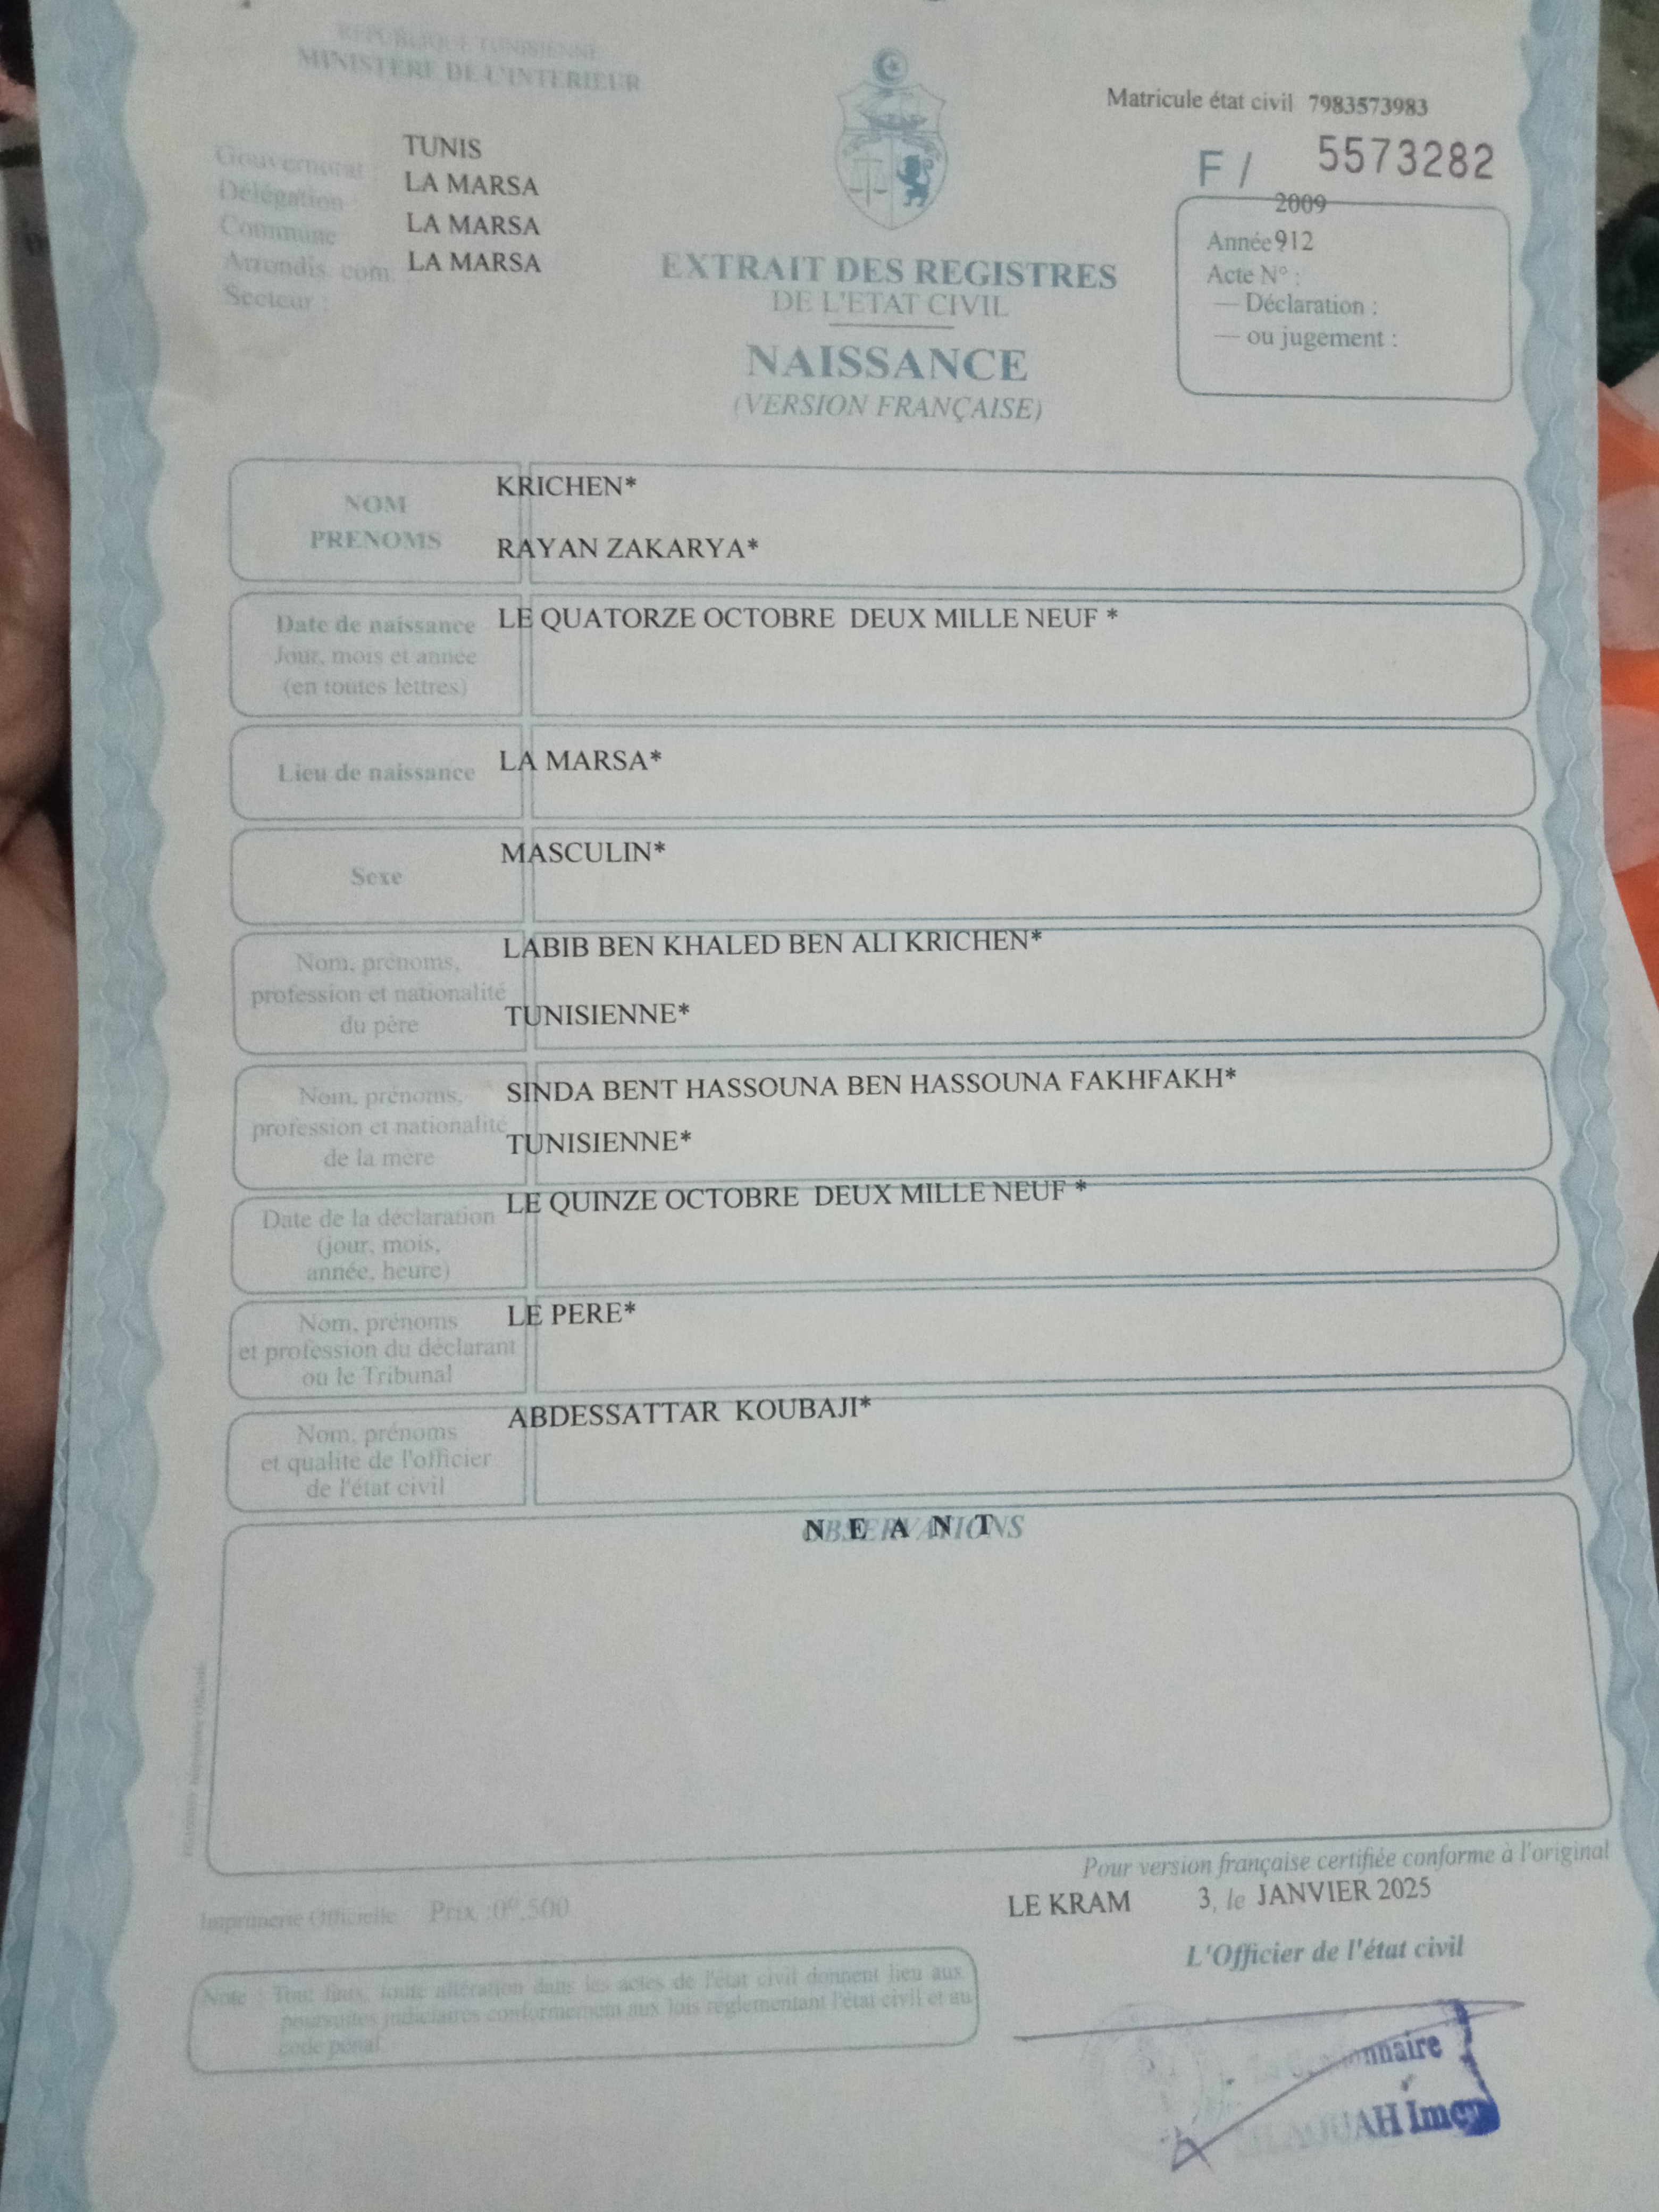 REPUBLIQUE TUNISIENNE
MINISTERE DE L'INTERIEUR
Matricule état civil 7983573983
F / 5573282
Gouvernorat TUNIS
Délégation LA MARSA
Commune LA MARSA
Arrondis. com. LA MARSA
Secteur :
2009
Année 912
Acte N° :
— Déclaration :
— ou jugement :
EXTRAIT DES REGISTRES
DE L'ETAT CIVIL
NAISSANCE
(VERSION FRANÇAISE)
NOM KRICHEN*
PRENOMS RAYAN ZAKARYA*
Date de naissance LE QUATORZE OCTOBRE DEUX MILLE NEUF *
Jour, mois et année
(en toutes lettres)
Lieu de naissance LA MARSA*
Sexe MASCULIN*
LABIB BEN KHALED BEN ALI KRICHEN*
Nom, prénoms,
profession et nationalité
du père TUNISIENNE*
Nom, prénoms, SINDA BENT HASSOUNA BEN HASSOUNA FAKHFAKH*
profession et nationalité TUNISIENNE*
de la mère
Date de la déclaration LE QUINZE OCTOBRE DEUX MILLE NEUF *
(jour, mois,
année, heure)
Nom, prénoms LE PERE*
et profession du déclarant
ou le Tribunal
ABDESSATTAR KOUBAJI*
Nom, prénoms
et qualité de l'officier
de l'état civil
OBSERVATIONS
N E A N T
Pour version française certifiée conforme à l'original
LE KRAM 3, le JANVIER 2025
Imprimerie Officielle Prix :0ᴰ,500
L'Officier de l'état civil
Note : Tout faux, toute altération dans les actes de l'état civil donnent lieu aux
poursuites judiciaires conformément aux lois réglementant l'état civil et au
code pénal